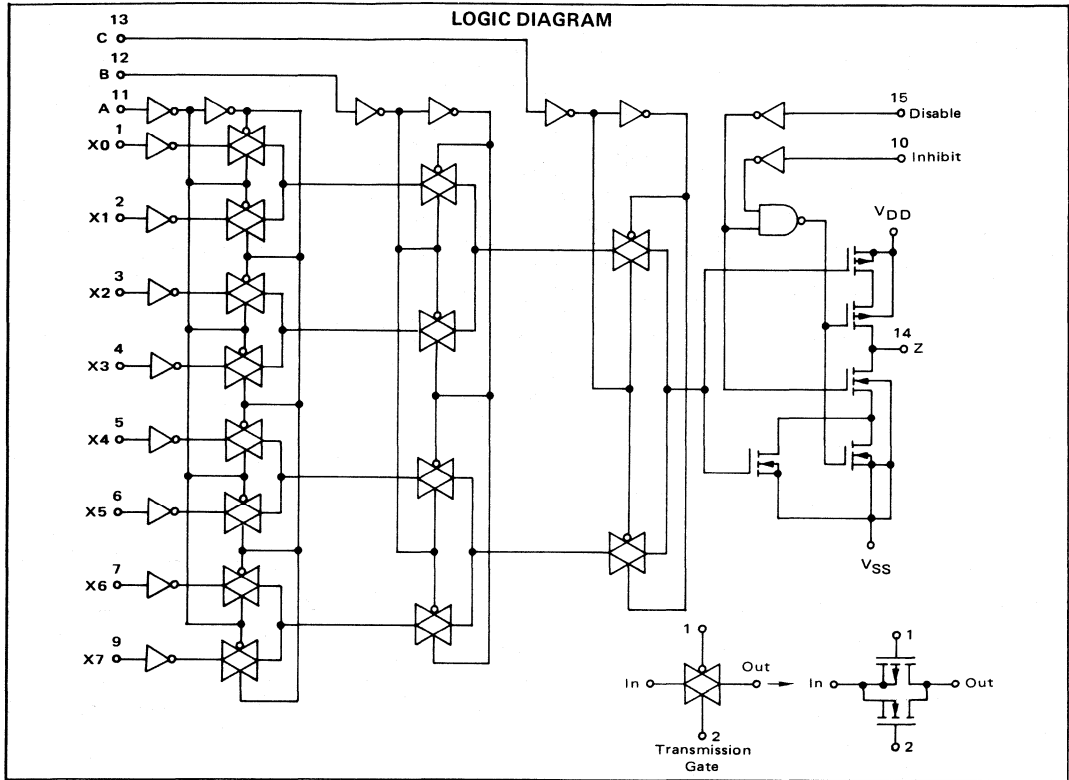 LOGIC DIAGRAM
13
C
12
B
11
A
1
X0
2
X1
3
X2
4
X3
5
X4
6
X5
7
X6
9
X7
15
Disable
10
Inhibit
VDD
14
Z
VSS
1
In
Out
2
Transmission
Gate
1
In
Out
2